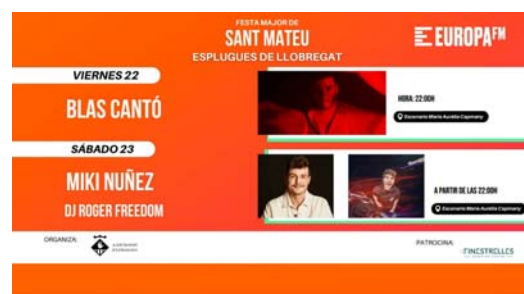 FESTA MAJOR DE
SANT MATEU
ESPLUGUES DE LLOBREGAT
EUROPA FM
VIERNES 22
BLAS CANTÓ
HORA: 22:00H
Escenario Maria Aurèlia Capmany
SÁBADO 23
MIKI NUÑEZ
DJ ROGER FREEDOM
A PARTIR DE LAS 22:00H
Escenario Maria Aurèlia Capmany
ORGANIZA:
PATROCINA:
FINESTRELLES